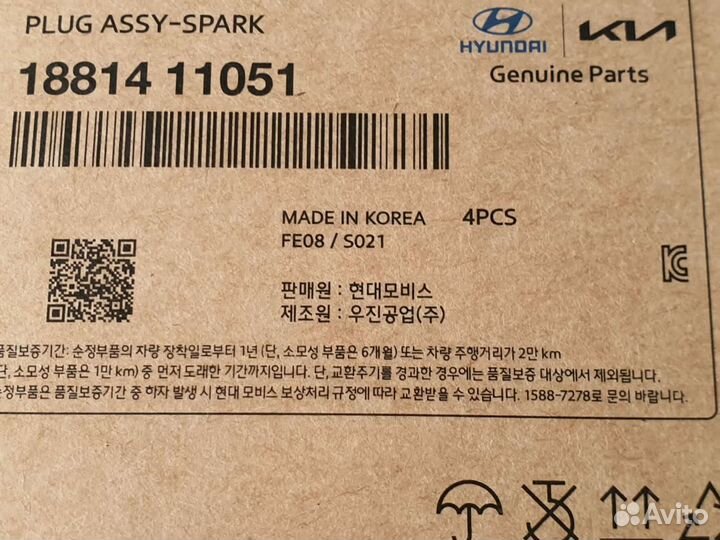 PLUG ASSY-SPARK
HYUNDAI KIA
18814 11051
Genuine Parts
MADE IN KOREA 4PCS
FE08 / S021
판매원 : 현대모비스
제조원 : 우진공업(주)
품질보증기간: 순정부품의 차량 장착일로부터 1년 (단, 소모성 부품은 6개월) 또는 차량 주행거리가 2만 km
단, 소모성 부품은 1만 km) 중 먼저 도래한 기간까지입니다. 단, 교환주기를 경과한 경우에는 품질보증 대상에서 제외됩니다.
순정부품은 품질보증기간 중 하자 발생 시 현대 모비스 보상처리 규정에 따라 교환받을 수 있습니다. 1588-7278로 문의 바랍니다.
Avito